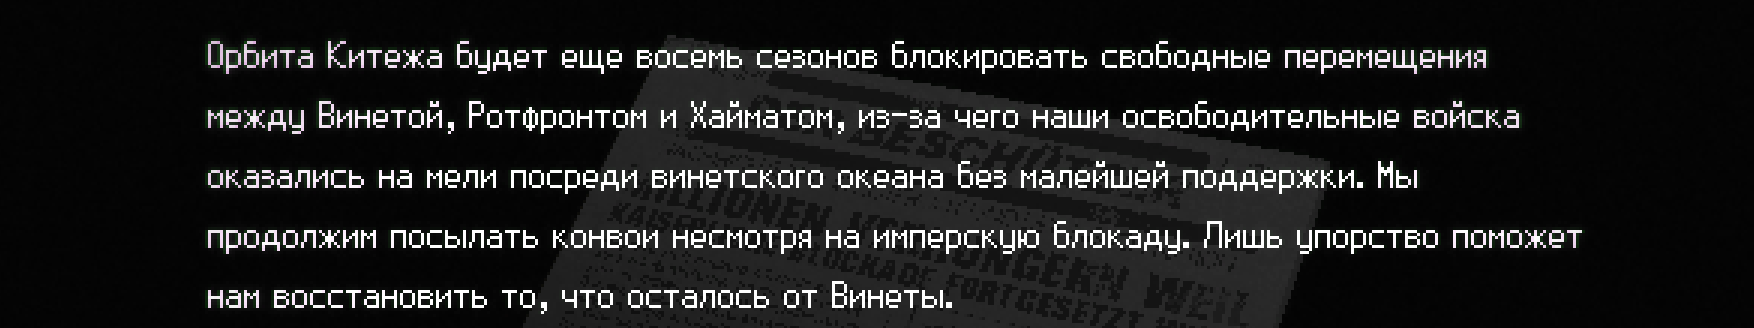 Орбита Китежа будет еще восемь сезонов блокировать свободные перемещения
между Винетой, Ротфронтом и Хайматом, из-за чего наши освободительные войска
оказались на мели посреди винетского океана без малейшей поддержки. Мы
продолжим посылать конвои несмотря на имперскую блокаду. Лишь упорство поможет
нам восстановить то, что осталось от Винеты.